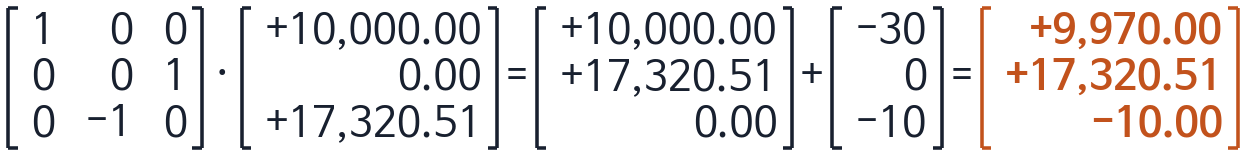 1 0 0 +10,000.00 +10,000.00 −30 +9,970.00
0 0 1 · 0.00 = +17,320.51 + 0 = +17,320.51
0 −1 0 +17,320.51 0.00 −10 −10.00